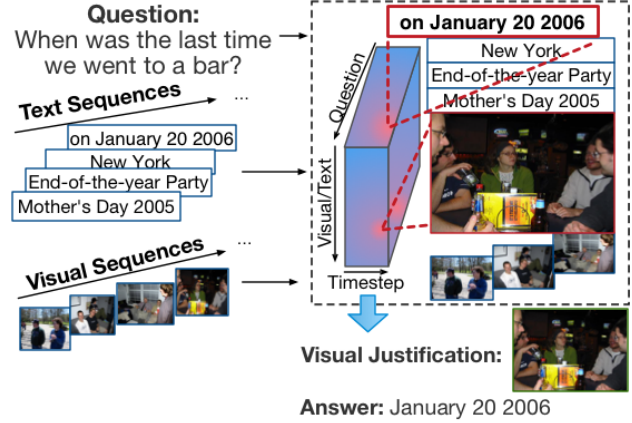 Question:
When was the last time
we went to a bar?
Text Sequences
...
on January 20 2006
New York
End-of-the-year Party
Mother's Day 2005
Visual Sequences
...
on January 20 2006
New York
End-of-the-year Party
Mother's Day 2005
Question
Visual/Text
Timestep
Visual Justification:
Answer: January 20 2006